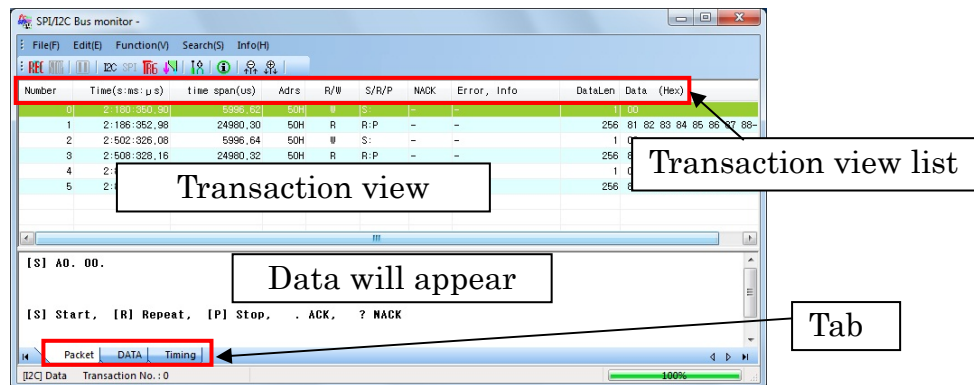 SPI/I2C Bus monitor -
File(F) Edit(E) Function(V) Search(S) Info(H)
REC I2C SPI TRG
Number Time(s:ms:μs) time span(us) Adrs R/W S/R/P NACK Error, Info DataLen Data (Hex)
0 2:180:350,90 5996,62 50H W S: - - 1 00
1 2:186:352,98 24980,30 50H R R:P - - 256 81 82 83 84 85 86 87 88-
2 2:502:326,08 5996,64 50H W S: - - 1
3 2:508:328,16 24980,32 50H R R:P - - 256
4 1
5 256
Transaction view list
Transaction view
[S] A0. 00.
Data will appear
[S] Start, [R] Repeat, [P] Stop, . ACK, ? NACK
Tab
Packet DATA Timing
[I2C] Data Transaction No. : 0 100%